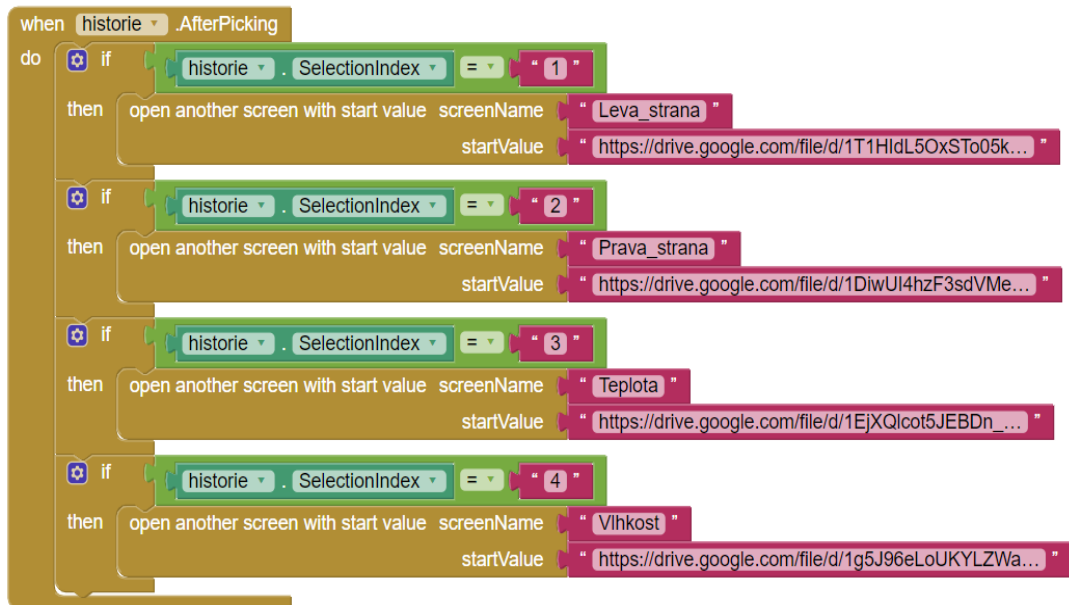 when historie .AfterPicking
do if historie . SelectionIndex = " 1 "
then open another screen with start value screenName " Leva_strana "
startValue " https://drive.google.com/file/d/1T1HIdL5OxSTo05k… "
if historie . SelectionIndex = " 2 "
then open another screen with start value screenName " Prava_strana "
startValue " https://drive.google.com/file/d/1DiwUI4hzF3sdVMe… "
if historie . SelectionIndex = " 3 "
then open another screen with start value screenName " Teplota "
startValue " https://drive.google.com/file/d/1EjXQlcot5JEBDn_… "
if historie . SelectionIndex = " 4 "
then open another screen with start value screenName " Vlhkost "
startValue " https://drive.google.com/file/d/1g5J96eLoUKYLZWa… "